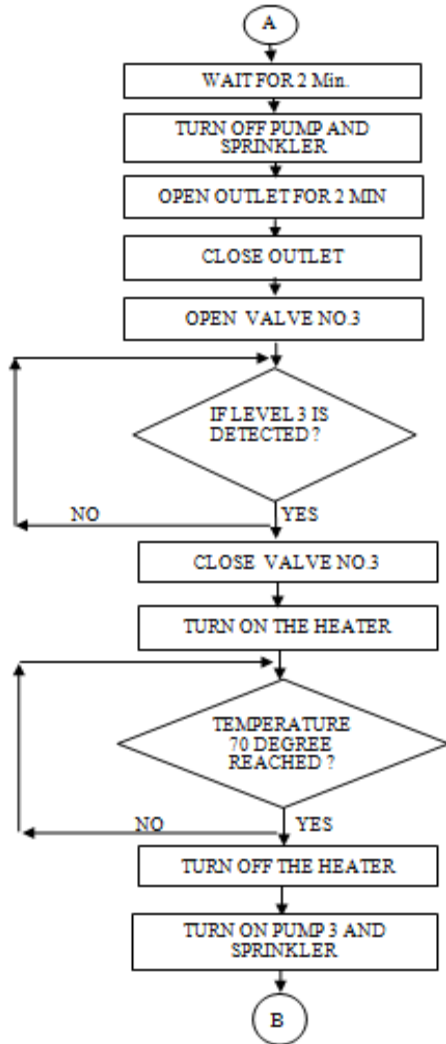 A
WAIT FOR 2 Min.
TURN OFF PUMP AND
SPRINKLER
OPEN OUTLET FOR 2 MIN
CLOSE OUTLET
OPEN VALVE NO.3
IF LEVEL 3 IS
DETECTED ?
NO
YES
CLOSE VALVE NO.3
TURN ON THE HEATER
TEMPERATURE
70 DEGREE
REACHED ?
NO
YES
TURN OFF THE HEATER
TURN ON PUMP 3 AND
SPRINKLER
B